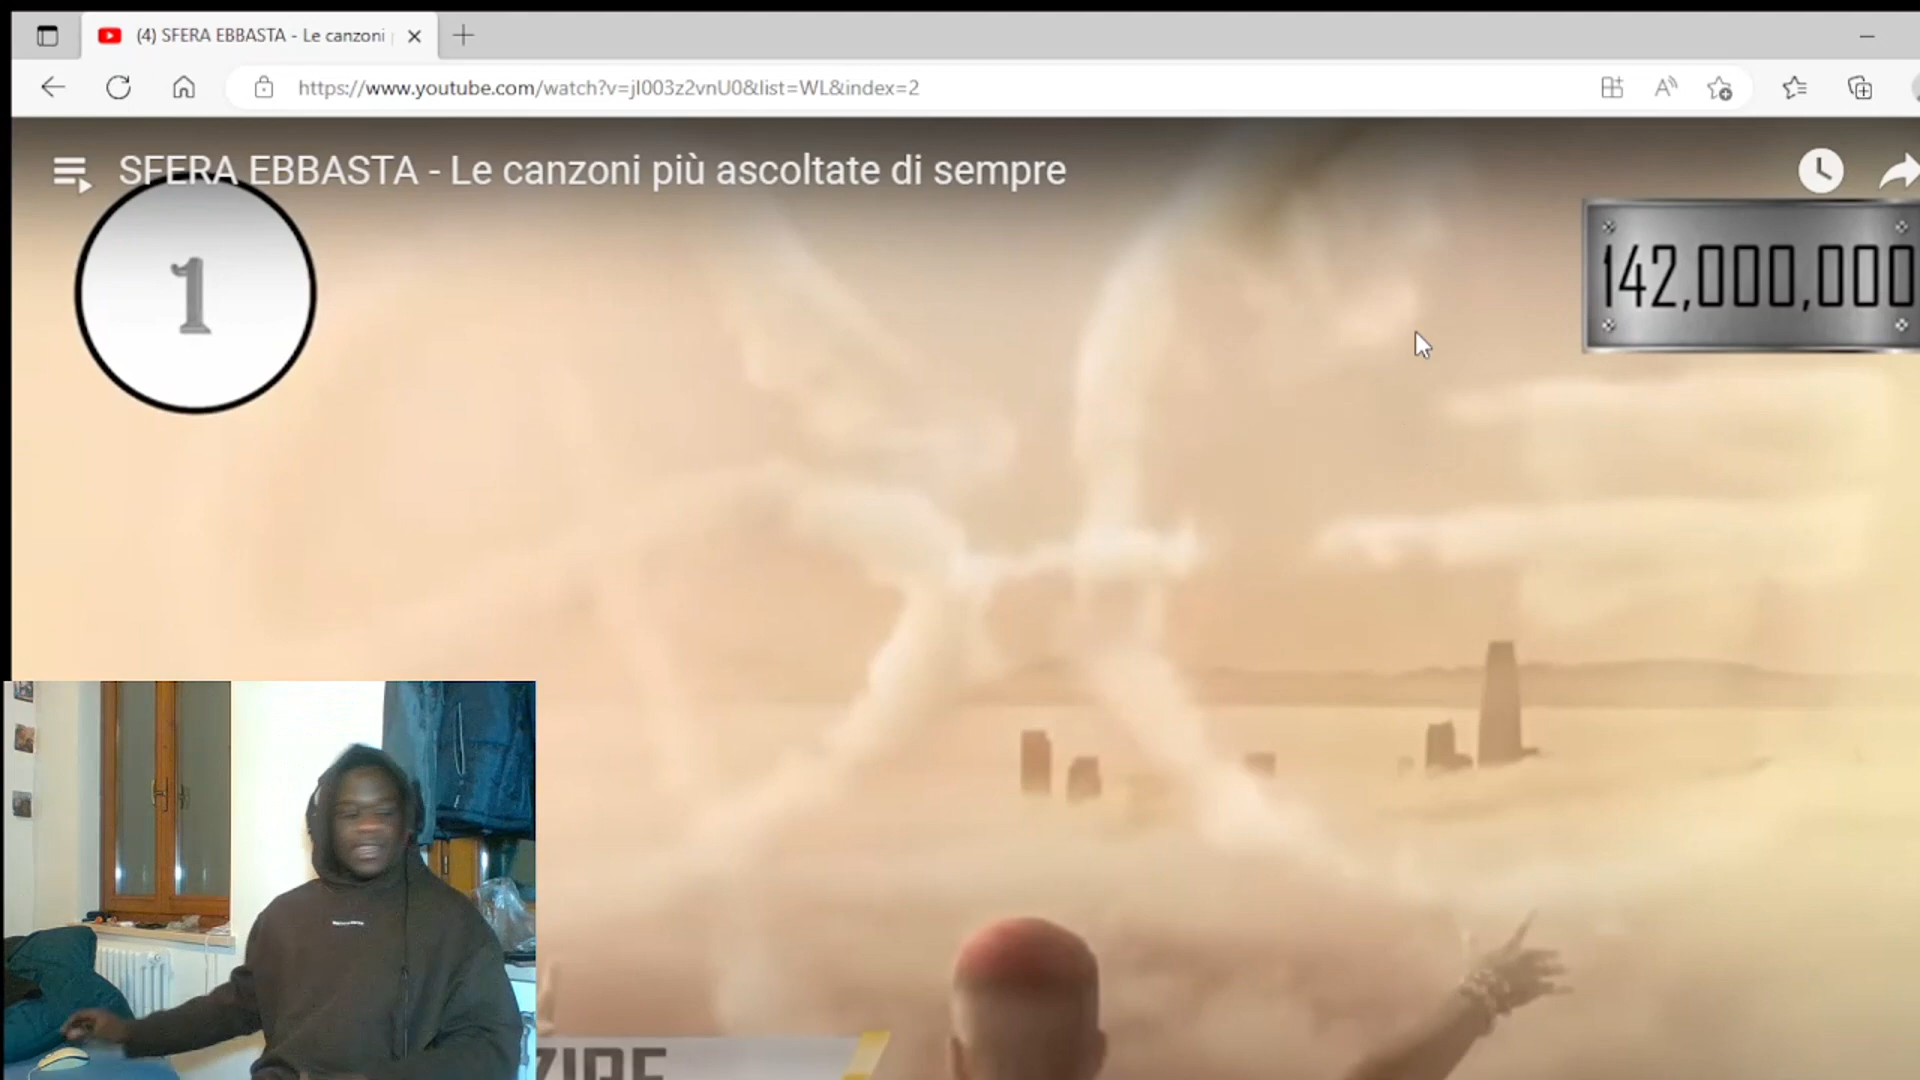 (4) SFERA EBBASTA - Le canzoni
https://www.youtube.com/watch?v=jI003z2vnU0&list=WL&index=2
SFERA EBBASTA - Le canzoni più ascoltate di sempre
1
142,000,000